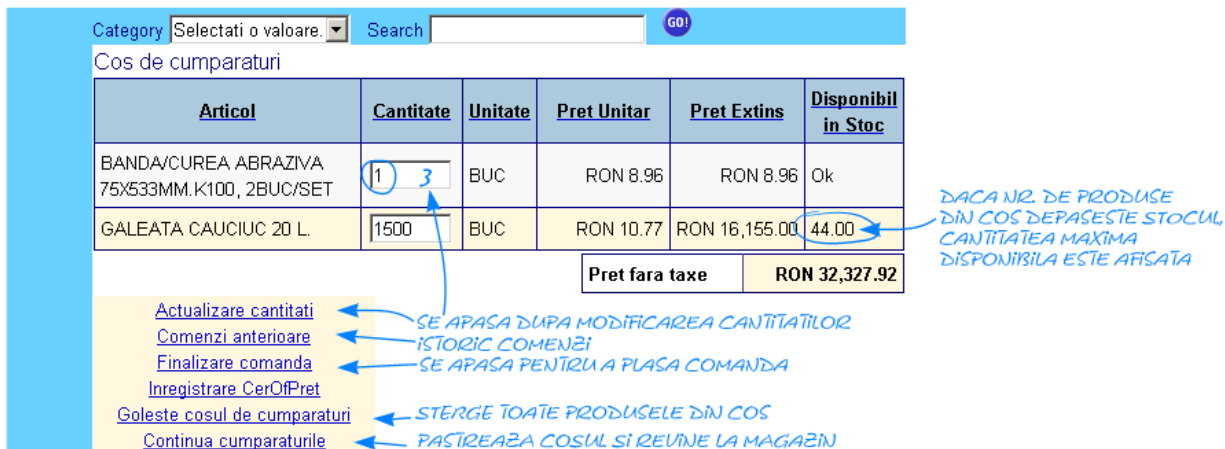 Category Selectati o valoare. Search GO!
Cos de cumparaturi
Articol Cantitate Unitate Pret Unitar Pret Extins Disponibil in Stoc
BANDA/CUREA ABRAZIVA
75X533MM.K100, 2BUC/SET 1 3 BUC RON 8.96 RON 8.96 Ok
GALEATA CAUCIUC 20 L. 1500 BUC RON 10.77 RON 16,155.00 44.00
DACA NR. DE PRODUSE
DIN COS DEPASESTE STOCUL,
CANTITATEA MAXIMA
DISPONIBILA ESTE AFISATA
Pret fara taxe RON 32,327.92
Actualizare cantitati SE APASA DUPA MODIFICAREA CANTITATILOR
Comenzi anterioare ISTORIC COMENZI
Finalizare comanda SE APASA PENTRU A PLASA COMANDA
Inregistrare CerOfPret
Goleste cosul de cumparaturi STERGE TOATE PRODUSELE DIN COS
Continua cumparaturile PASTREAZA COSUL SI REVINE LA MAGAZIN